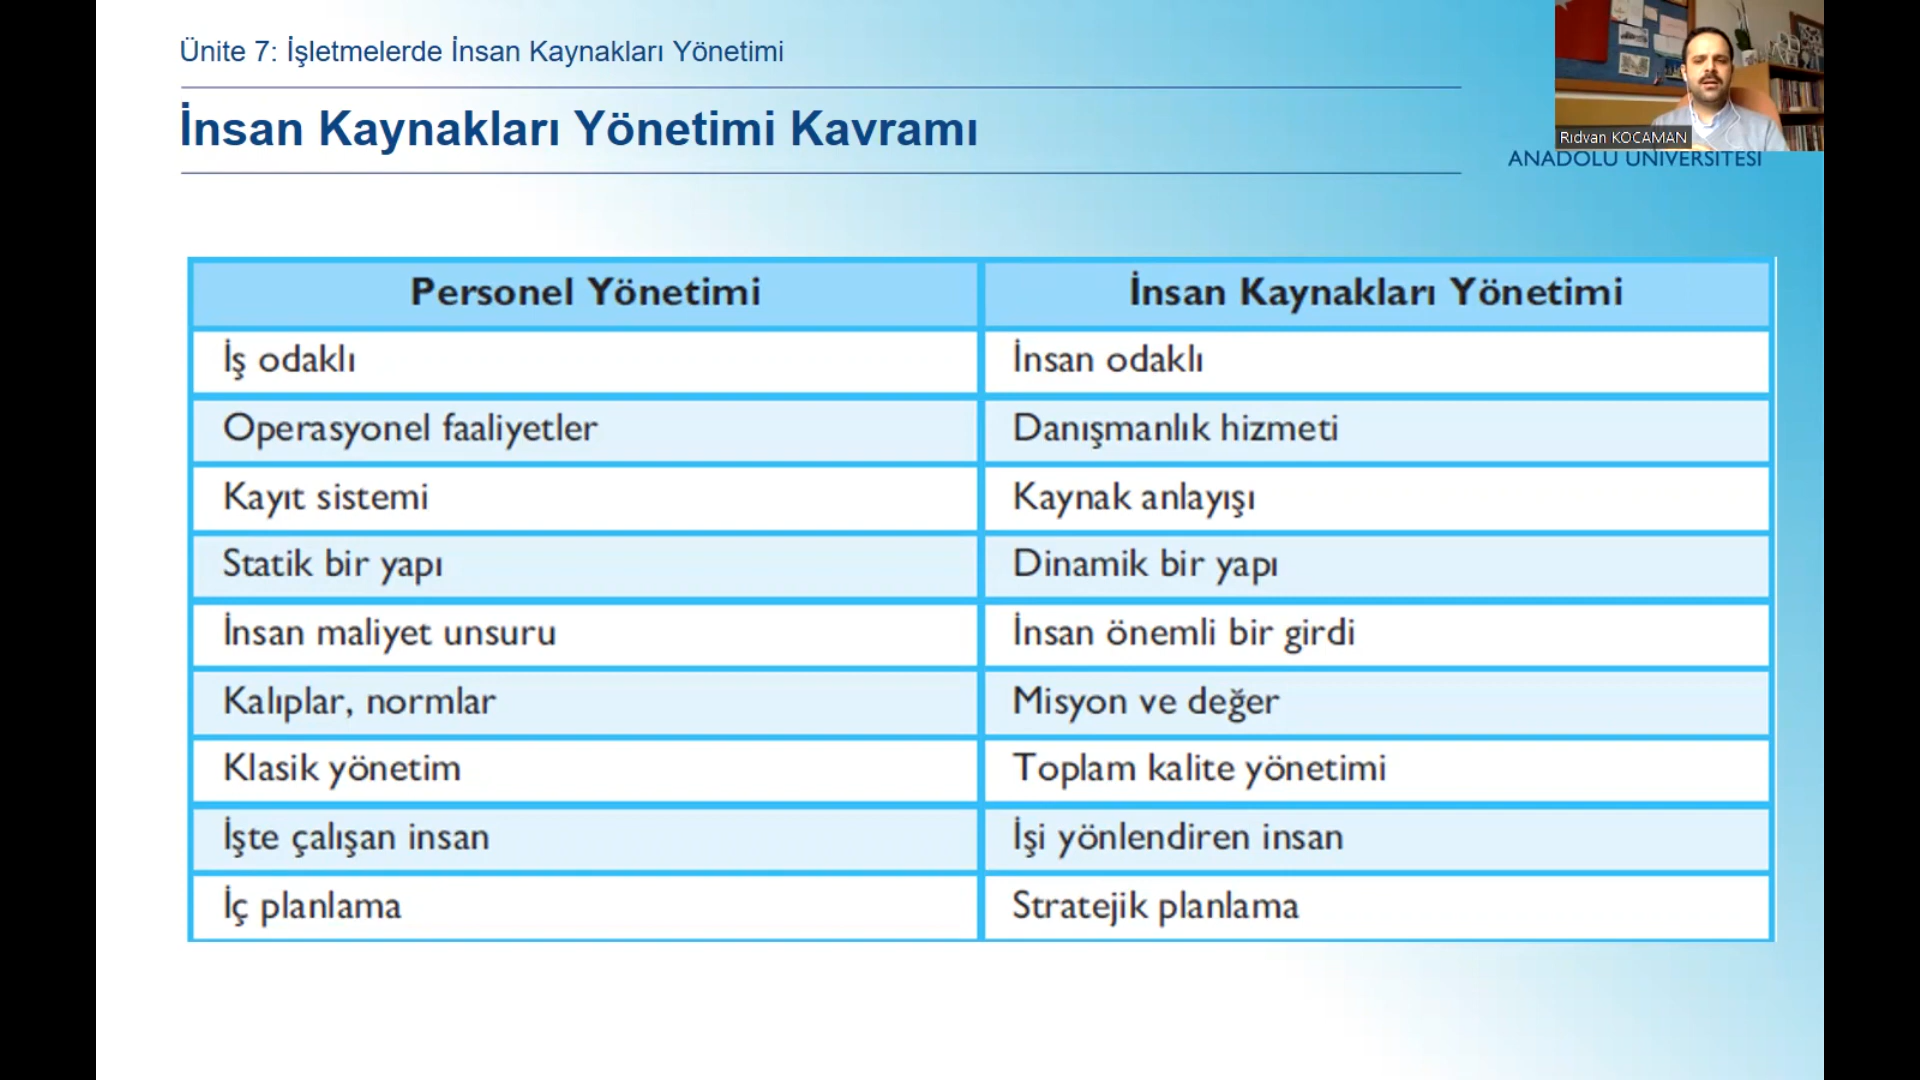 Ünite 7: İşletmelerde İnsan Kaynakları Yönetimi
İnsan Kaynakları Yönetimi Kavramı
Rıdvan KOCAMAN
ANADOLU ÜNİVERSİTESİ
Personel Yönetimi İnsan Kaynakları Yönetimi
İş odaklı İnsan odaklı
Operasyonel faaliyetler Danışmanlık hizmeti
Kayıt sistemi Kaynak anlayışı
Statik bir yapı Dinamik bir yapı
İnsan maliyet unsuru İnsan önemli bir girdi
Kalıplar, normlar Misyon ve değer
Klasik yönetim Toplam kalite yönetimi
İşte çalışan insan İşi yönlendiren insan
İç planlama Stratejik planlama